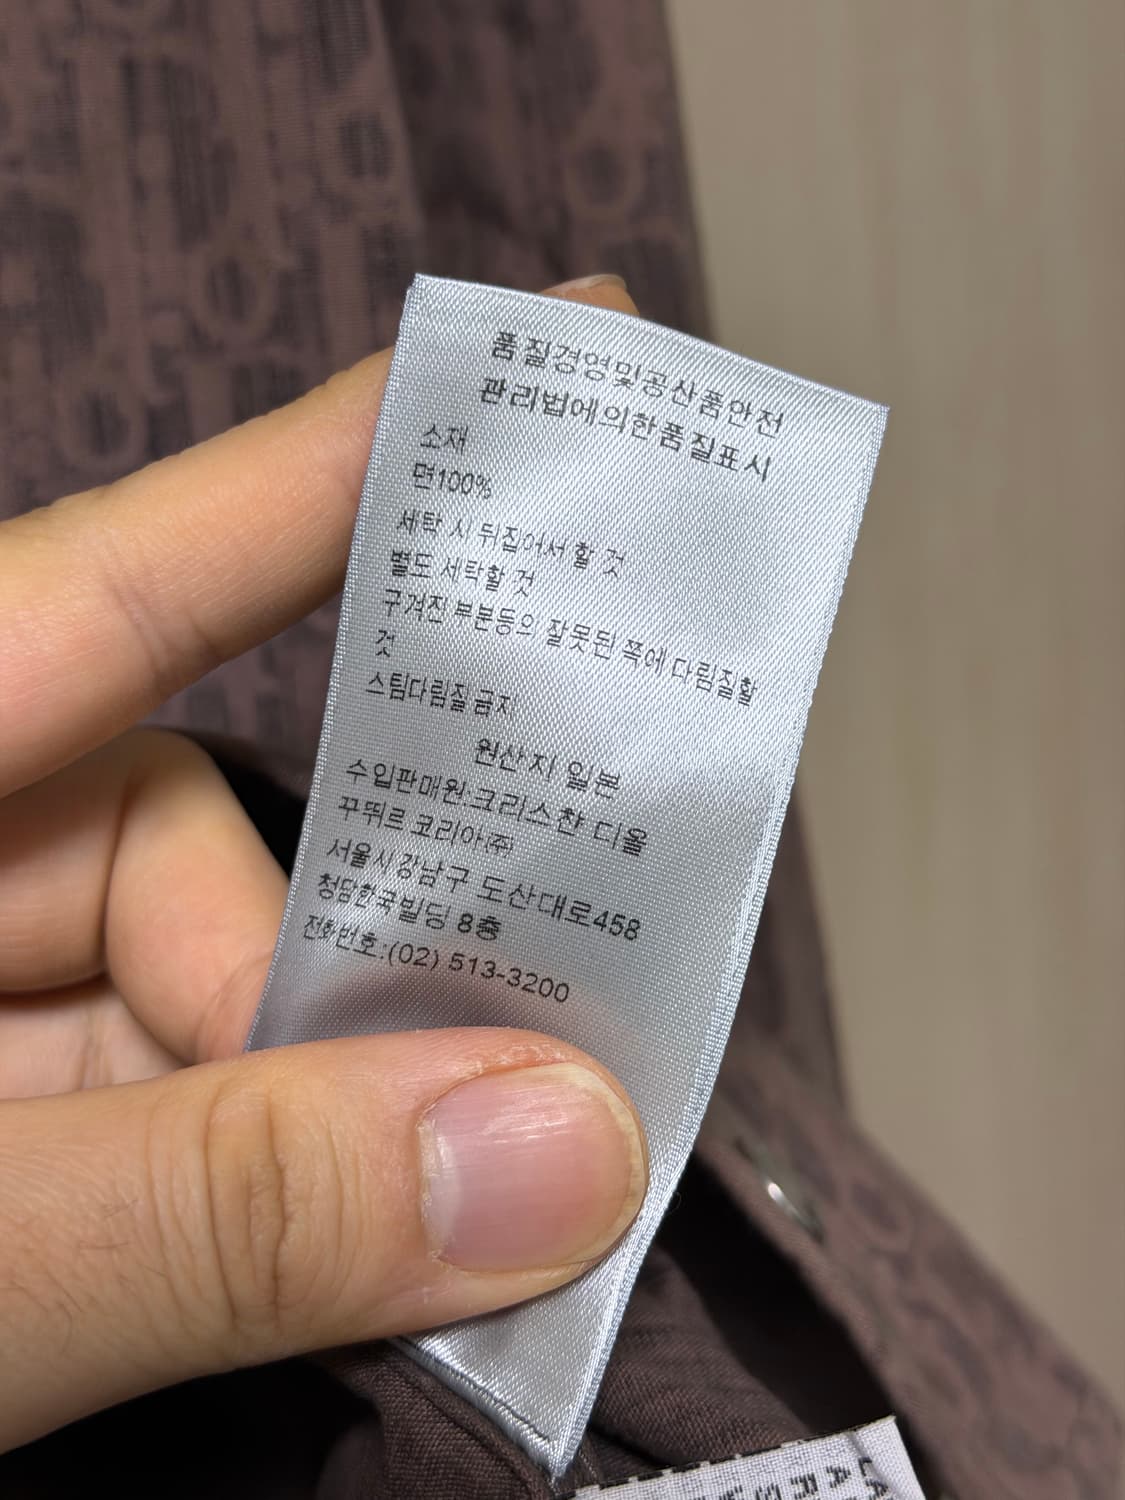 품질경영및공산품안전
관리법에의한품질표시
소재
면100%
세탁 시 뒤집어서 할 것
별도 세탁할 것
구겨진 부분등의 잘못된 쪽에 다림질할
것
스팀다림질 금지
원산지 일본
수입판매원:크리스챤 디올
꾸뛰르 코리아(주)
서울시 강남구 도산대로458
청담한국빌딩 8층
전화번호:(02) 513-3200